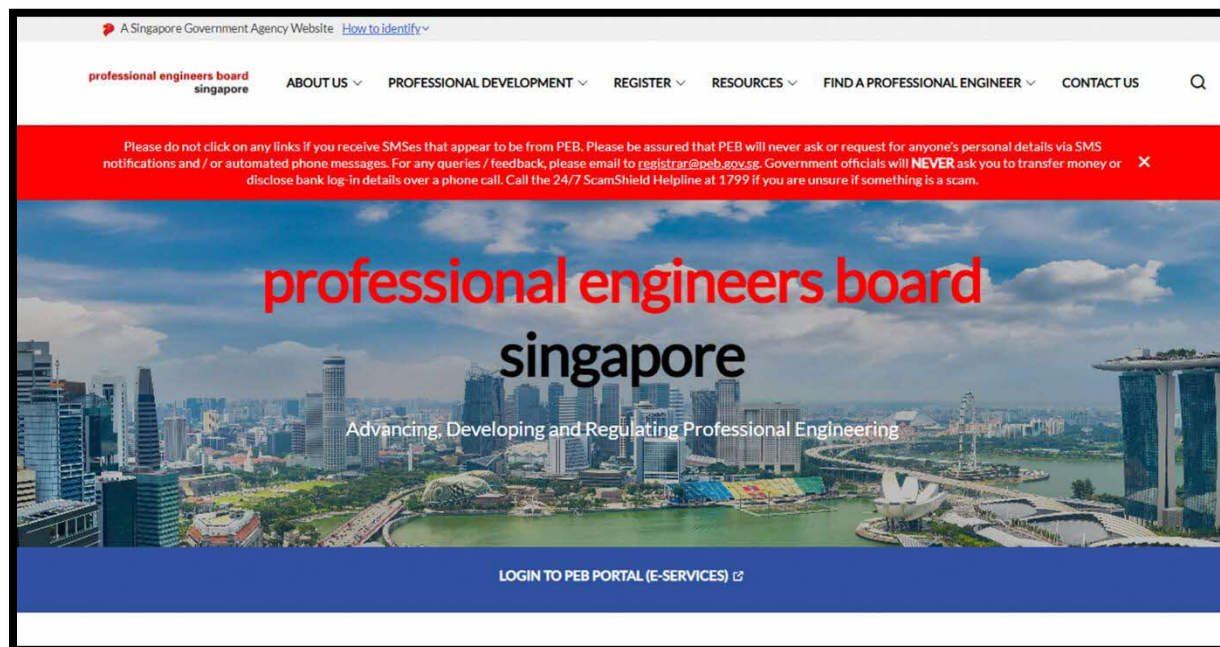 A Singapore Government Agency Website How to identify
professional engineers board
singapore
ABOUT US PROFESSIONAL DEVELOPMENT REGISTER RESOURCES FIND A PROFESSIONAL ENGINEER CONTACT US
Please do not click on any links if you receive SMSes that appear to be from PEB. Please be assured that PEB will never ask or request for anyone's personal details via SMS
notifications and / or automated phone messages. For any queries / feedback, please email to registrar@peb.gov.sg. Government officials will NEVER ask you to transfer money or
disclose bank log-in details over a phone call. Call the 24/7 ScamShield Helpline at 1799 if you are unsure if something is a scam.
professional engineers board
singapore
Advancing, Developing and Regulating Professional Engineering
LOGIN TO PEB PORTAL (E-SERVICES)